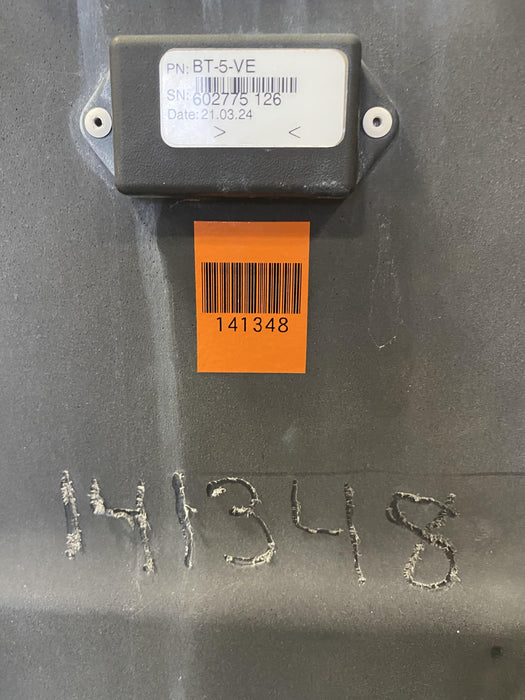 PN: BT-5-VE
SN: 602775 126
Date: 21.03.24
> <
141348
141348